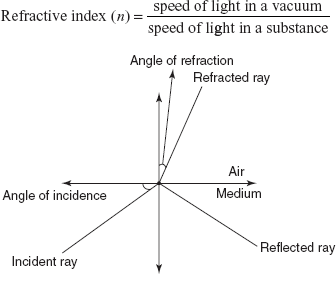 Refractive index (n) = speed of light in a vacuum / speed of light in a substance
Angle of refraction
Refracted ray
Air
Angle of incidence
Medium
Reflected ray
Incident ray